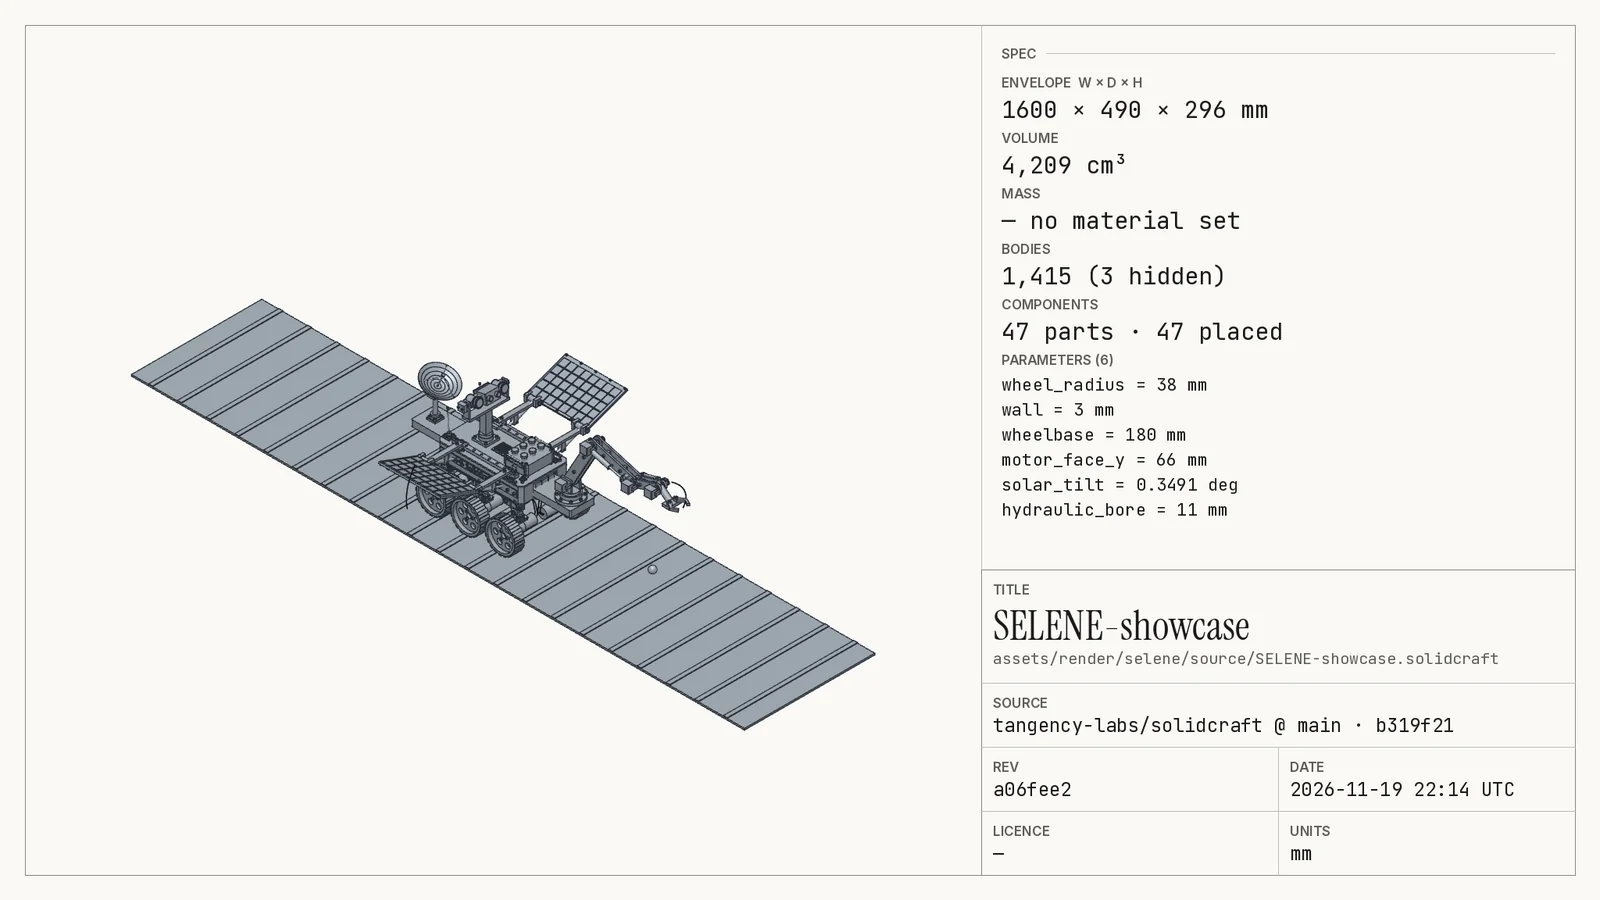 SPEC
ENVELOPE W × D × H
1600 × 490 × 296 mm
VOLUME
4,209 cm³
MASS
— no material set
BODIES
1,415 (3 hidden)
COMPONENTS
47 parts · 47 placed
PARAMETERS (6)
wheel_radius = 38 mm
wall = 3 mm
wheelbase = 180 mm
motor_face_y = 66 mm
solar_tilt = 0.3491 deg
hydraulic_bore = 11 mm
TITLE
SELENE-showcase
assets/render/selene/source/SELENE-showcase.solidcraft
SOURCE
tangency-labs/solidcraft @ main · b319f21
REV
a06fee2
DATE
2026-11-19 22:14 UTC
LICENCE
—
UNITS
mm